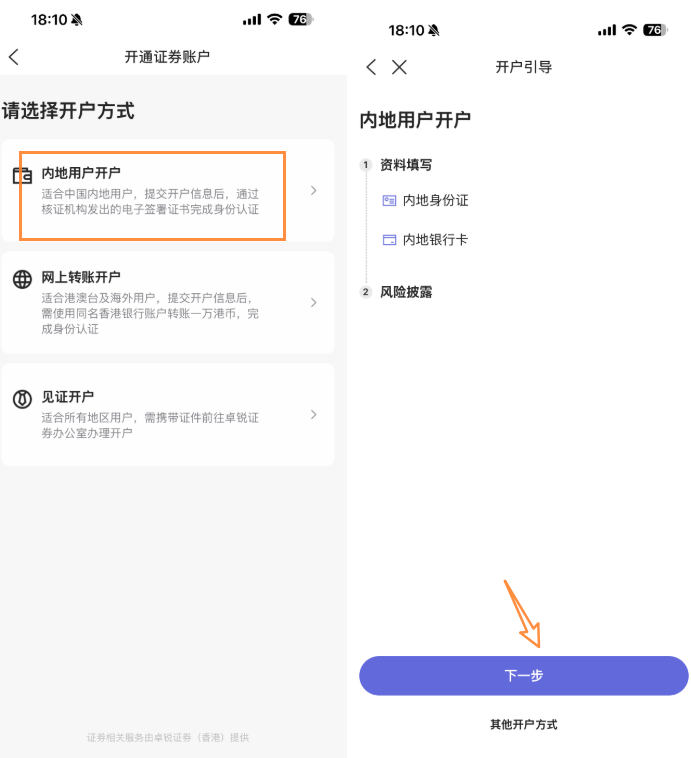 18:10
76
开通证券账户
请选择开户方式
内地用户开户
适合中国内地用户，提交开户信息后，通过
核证机构发出的电子签署证书完成身份认证
网上转账开户
适合港澳台及海外用户，提交开户信息后，
需使用同名香港银行账户转账一万港币，完
成身份认证
见证开户
适合所有地区用户，需携带证件前往卓锐证
券办公室办理开户
证券相关服务由卓锐证券（香港）提供
18:10
76
开户引导
内地用户开户
1 资料填写
内地身份证
内地银行卡
2 风险披露
下一步
其他开户方式